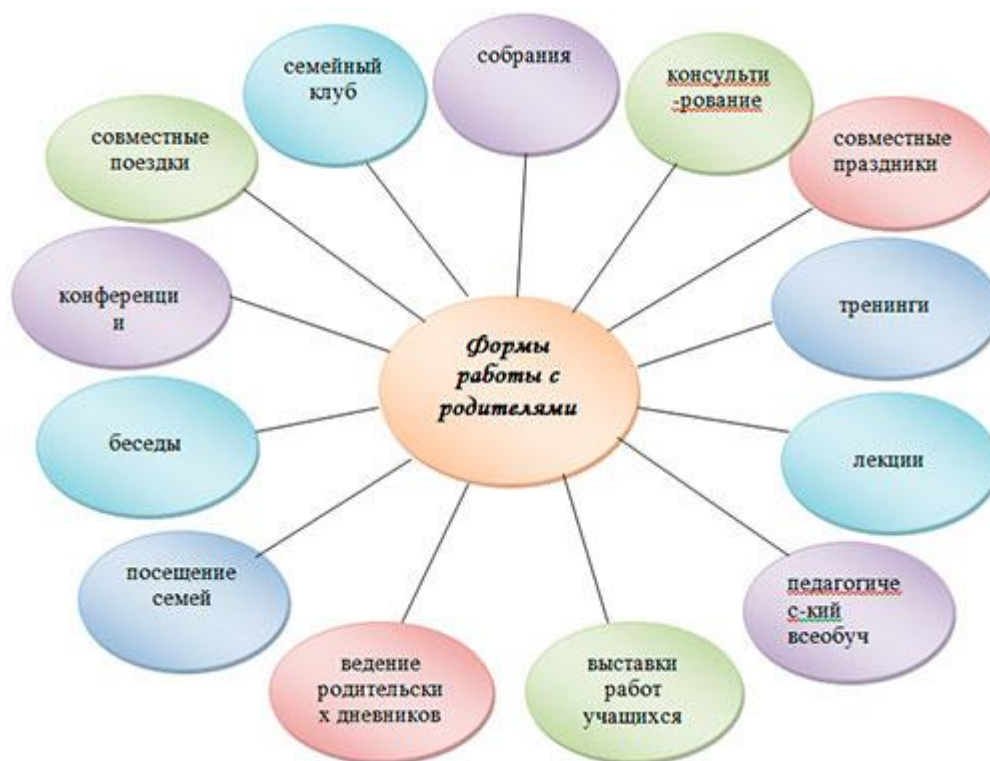 семейный
клуб
собрания
консульти
-рование
совместные
праздники
совместные
поездки
тренинги
конференци
и
Формы
работы с
родителями
беседы
лекции
посещение
семей
педагогиче
с-кий
всеобуч
ведение
родительски
х дневников
выставки
работ
учащихся